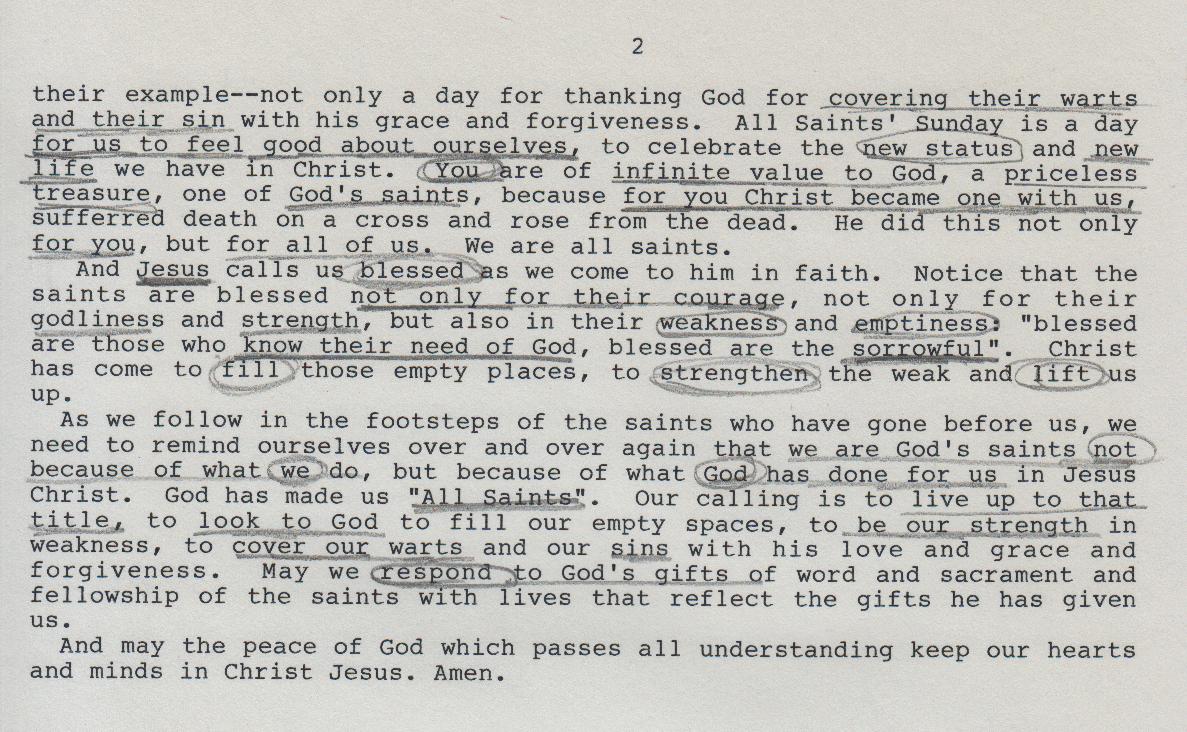 2
their example--not only a day for thanking God for covering their warts
and their sin with his grace and forgiveness. All Saints' Sunday is a day
for us to feel good about ourselves, to celebrate the new status and new
life we have in Christ. You are of infinite value to God, a priceless
treasure, one of God's saints, because for you Christ became one with us,
sufferred death on a cross and rose from the dead. He did this not only
for you, but for all of us. We are all saints.
And Jesus calls us blessed as we come to him in faith. Notice that the
saints are blessed not only for their courage, not only for their
godliness and strength, but also in their weakness and emptiness: "blessed
are those who know their need of God, blessed are the sorrowful". Christ
has come to fill those empty places, to strengthen the weak and lift us
up.
As we follow in the footsteps of the saints who have gone before us, we
need to remind ourselves over and over again that we are God's saints not
because of what we do, but because of what God has done for us in Jesus
Christ. God has made us "All Saints". Our calling is to live up to that
title, to look to God to fill our empty spaces, to be our strength in
weakness, to cover our warts and our sins with his love and grace and
forgiveness. May we respond to God's gifts of word and sacrament and
fellowship of the saints with lives that reflect the gifts he has given
us.
And may the peace of God which passes all understanding keep our hearts
and minds in Christ Jesus. Amen.